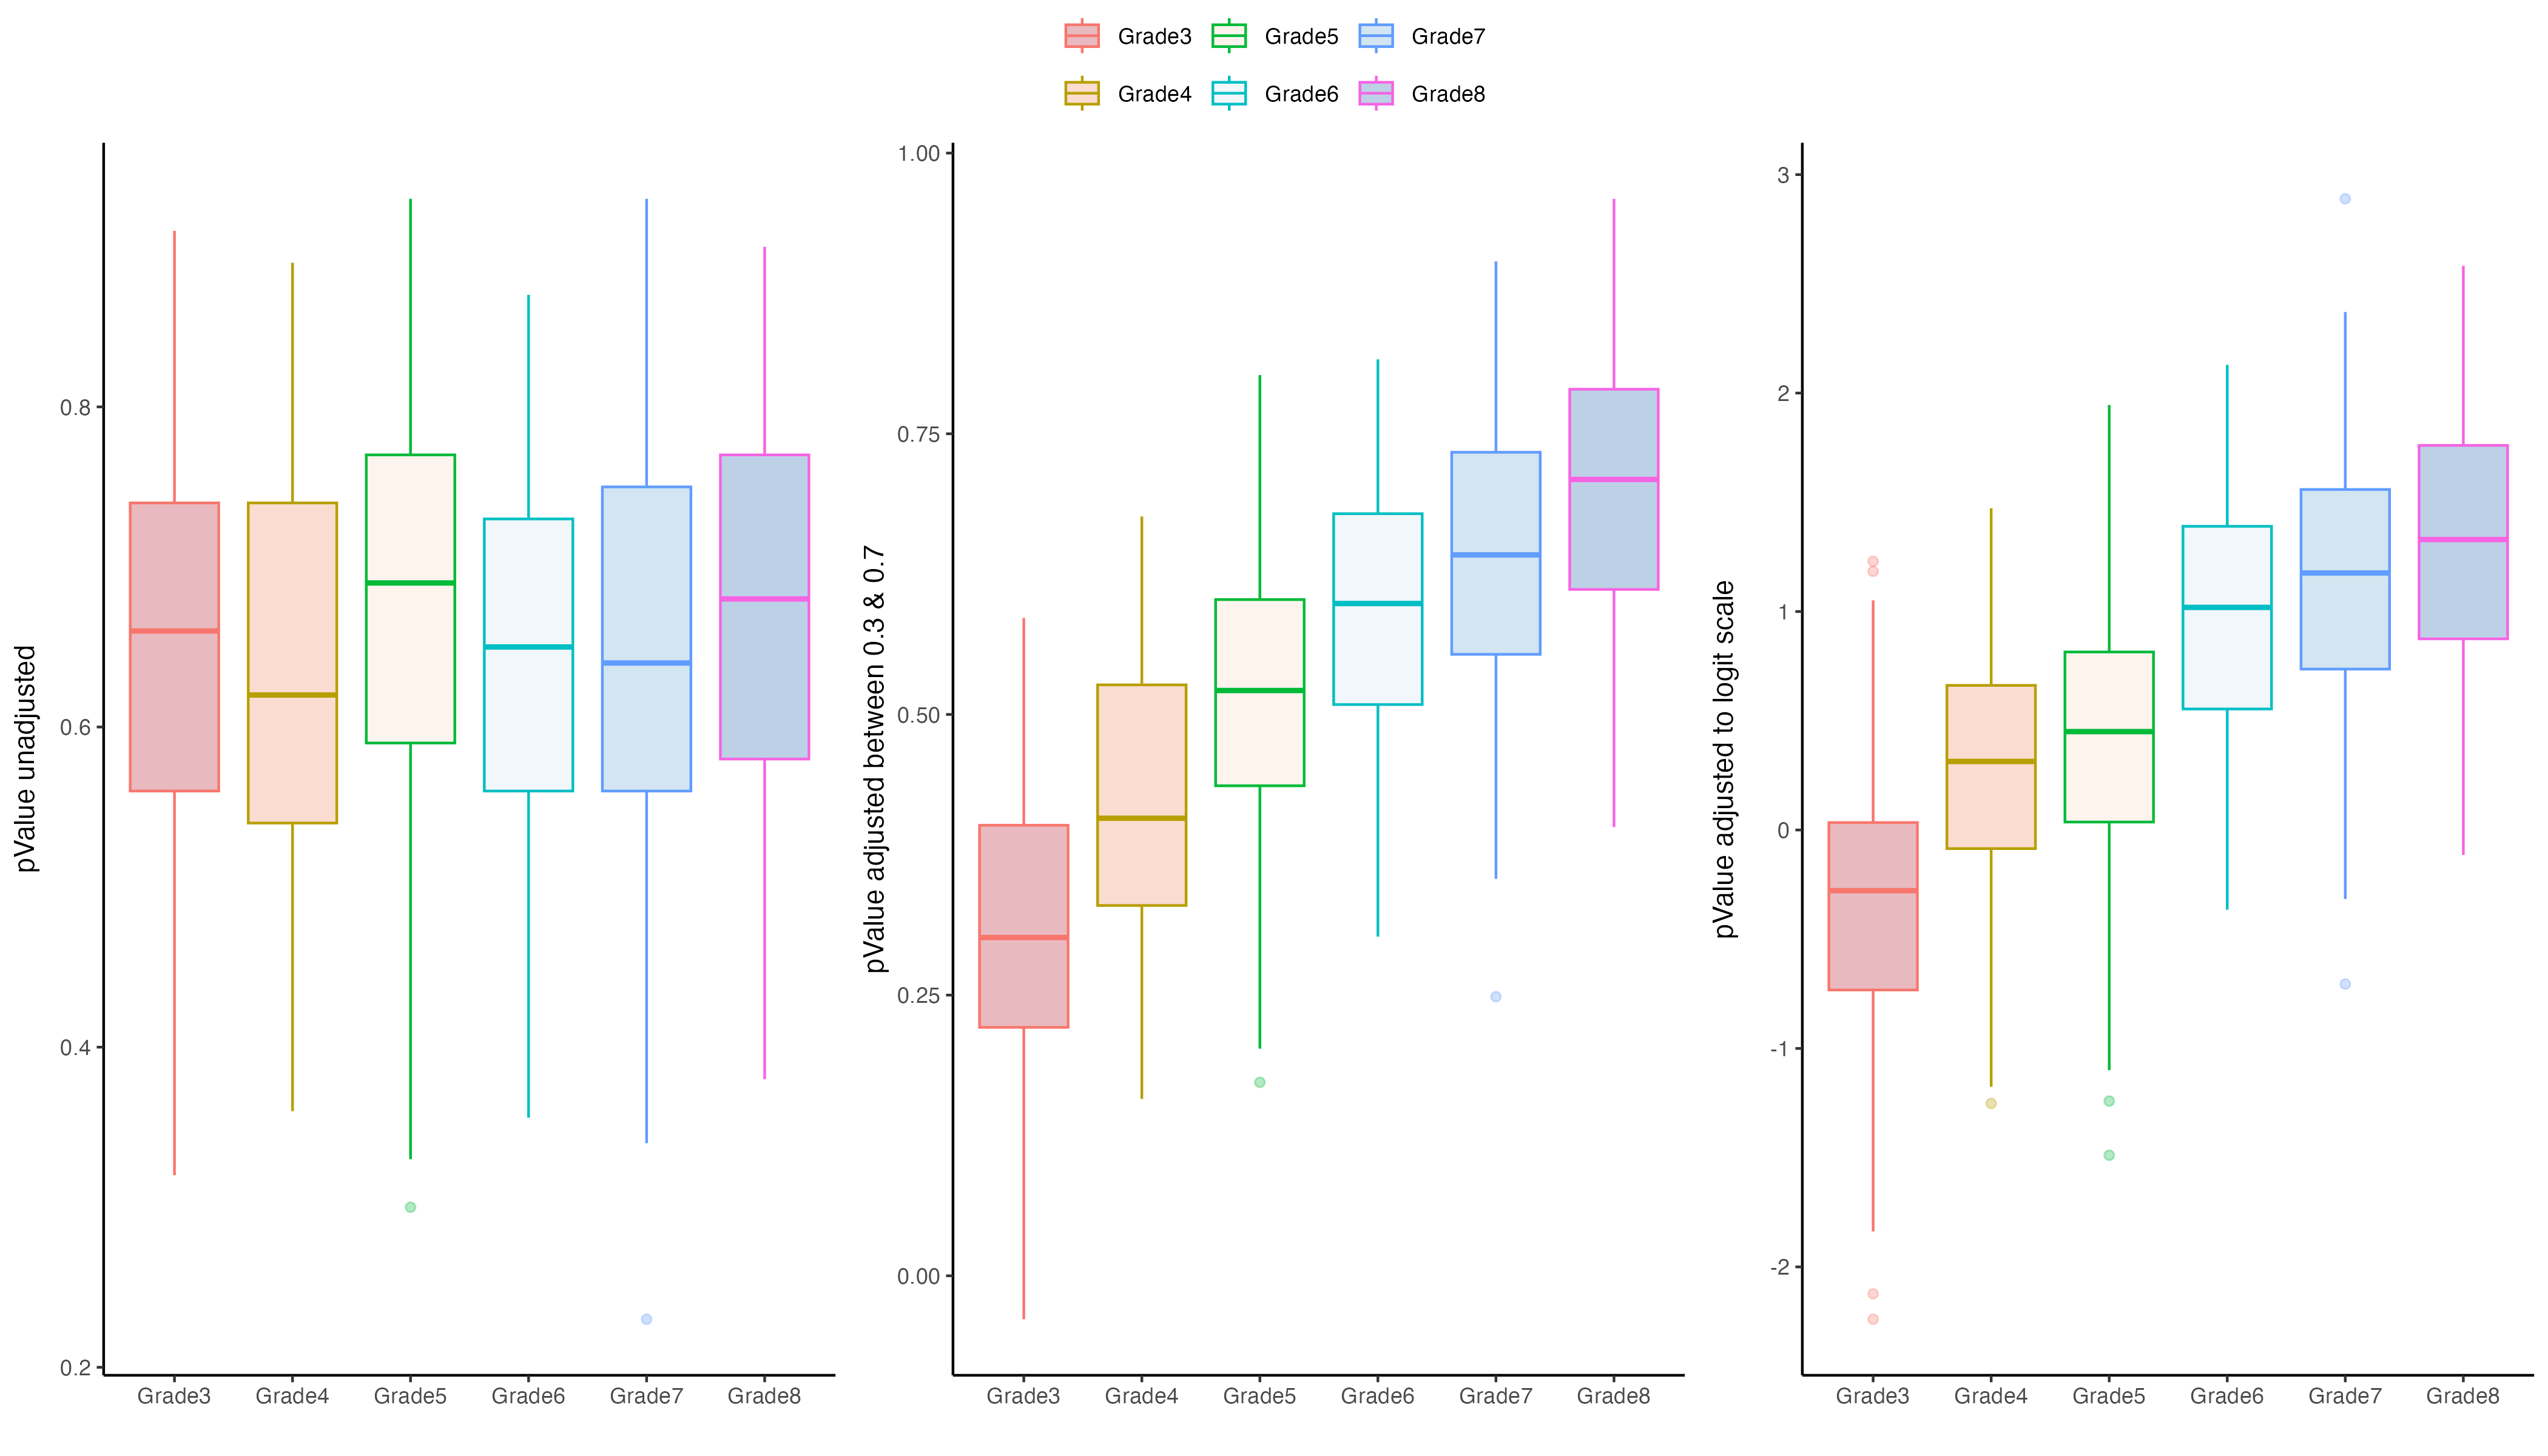 Grade3 Grade5 Grade7
Grade4 Grade6 Grade8
pValue unadjusted
0.8
0.6
0.4
0.2
Grade3 Grade4 Grade5 Grade6 Grade7 Grade8
pValue adjusted between 0.3 & 0.7
1.00
0.75
0.50
0.25
0.00
Grade3 Grade4 Grade5 Grade6 Grade7 Grade8
pValue adjusted to logit scale
3
2
1
0
-1
-2
Grade3 Grade4 Grade5 Grade6 Grade7 Grade8